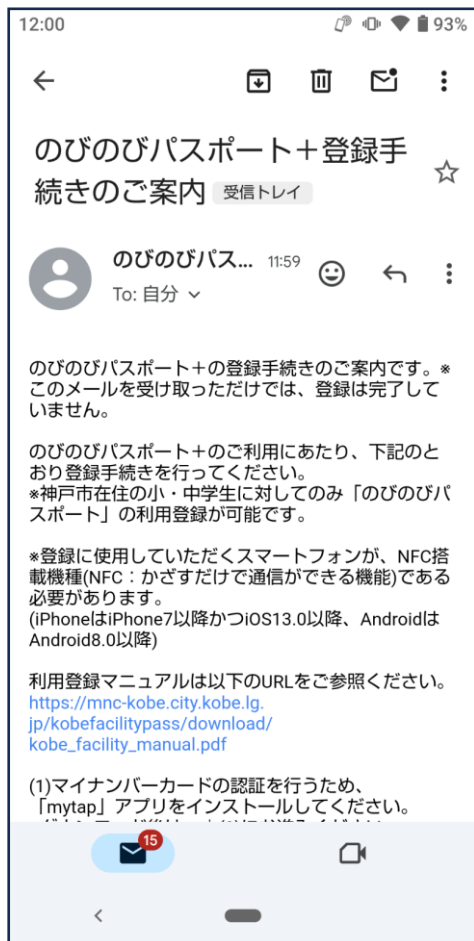 12:00
93%
のびのびパスポート＋登録手
続きのご案内 受信トレイ
のびのびパス... 11:59
To: 自分
のびのびパスポート＋の登録手続きのご案内です。※
このメールを受け取っただけでは、登録は完了して
いません。
のびのびパスポート＋のご利用にあたり、下記のと
おり登録手続きを行ってください。
※神戸市在住の小・中学生に対してのみ「のびのびパ
スポート」の利用登録が可能です。
※登録に使用していただくスマートフォンが、NFC搭
載機種(NFC：かざすだけで通信ができる機能)である
必要があります。
(iPhoneはiPhone7以降かつiOS13.0以降、Androidは
Android8.0以降)
利用登録マニュアルは以下のURLをご参照ください。
https://mnc-kobe.city.kobe.lg.
jp/kobefacilitypass/download/
kobe_facility_manual.pdf
(1)マイナンバーカードの認証を行うため、
「mytap」アプリをインストールしてください。
15